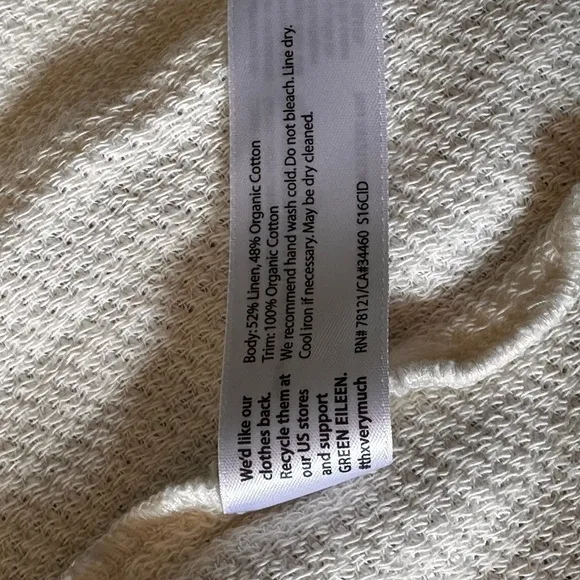 We'd like our
clothes back.
Recycle them at
our US stores
and support
GREEN EILEEN.
#thxverymuch
Body: 52% Linen, 48% Organic Cotton
Trim: 100% Organic Cotton
We recommend hand wash cold. Do not bleach. Line dry.
Cool iron if necessary. May be dry cleaned.
RN# 78121/CA#34460 S16CID